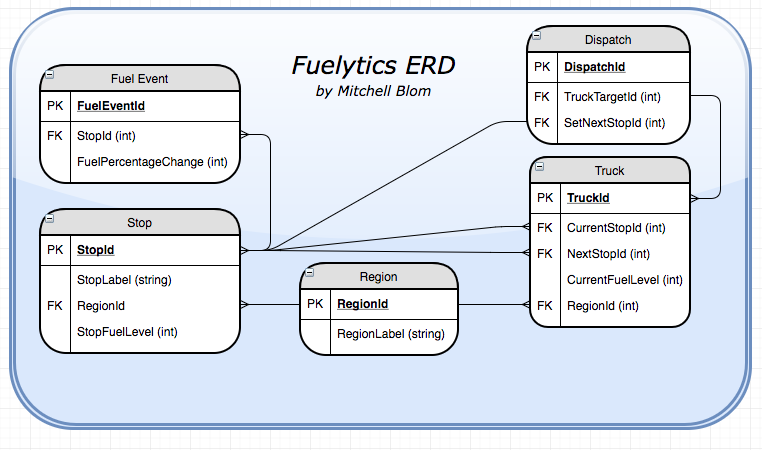 Fuelytics ERD
by Mitchell Blom
Fuel Event
PK FuelEventId
FK StopId (int)
FuelPercentageChange (int)
Stop
PK StopId
StopLabel (string)
FK RegionId
StopFuelLevel (int)
Region
PK RegionId
RegionLabel (string)
Dispatch
PK DispatchId
FK TruckTargetId (int)
FK SetNextStopId (int)
Truck
PK TruckId
FK CurrentStopId (int)
FK NextStopId (int)
CurrentFuelLevel (int)
FK RegionId (int)